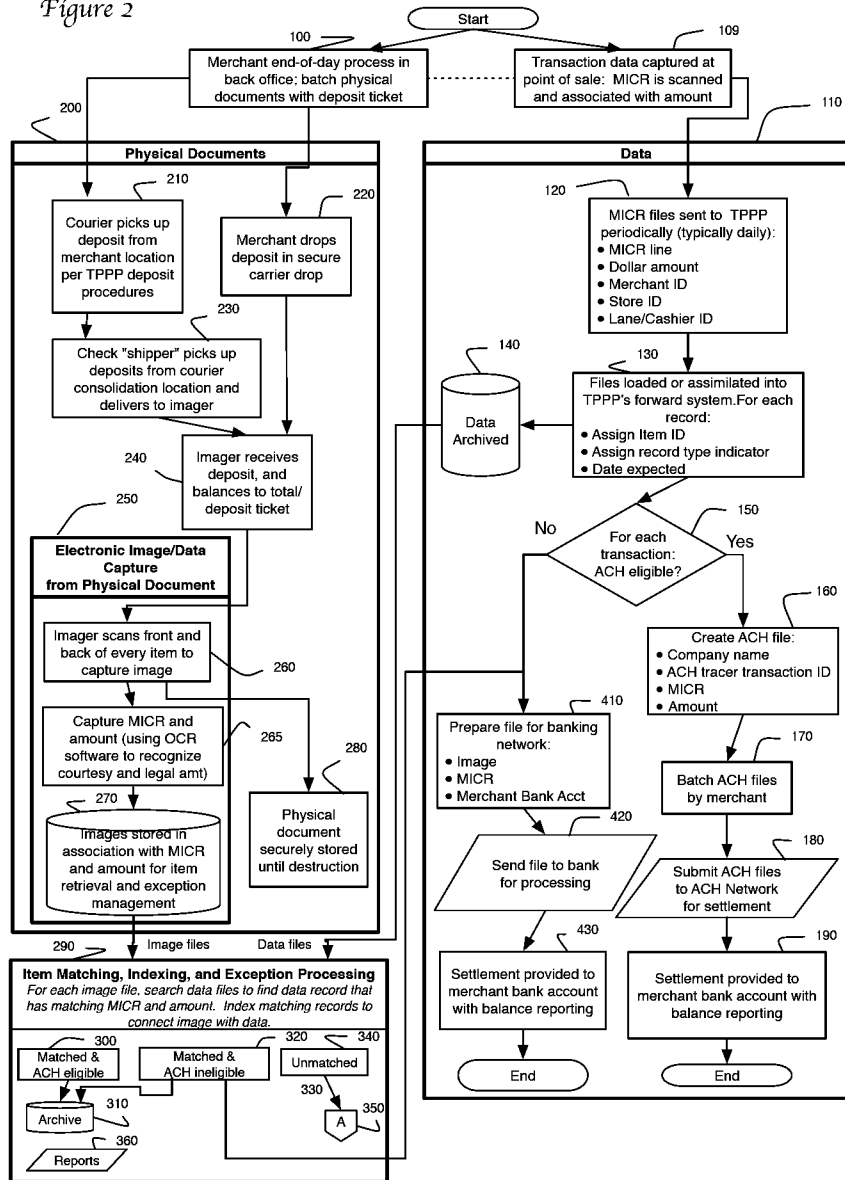 Figure 2
Start
100
109
Merchant end-of-day process in
back office; batch physical
documents with deposit ticket
Transaction data captured at
point of sale: MICR is scanned
and associated with amount
200
110
Physical Documents
210
Courier picks up
deposit from
merchant location
per TPPP deposit
procedures
220
Merchant drops
deposit in secure
carrier drop
230
Check "shipper" picks up
deposits from courier
consolidation location and
delivers to imager
240
Imager receives
deposit, and
balances to total/
deposit ticket
250
Electronic Image/Data
Capture
from Physical Document
Imager scans front and
back of every item to
capture image
260
Capture MICR and
amount (using OCR
software to recognize
courtesy and legal amt)
265
270
Images stored in
association with MICR
and amount for item
retrieval and exception
management
280
Physical
document
securely stored
until destruction
Data
120
MICR files sent to TPPP
periodically (typically daily):
• MICR line
• Dollar amount
• Merchant ID
• Store ID
• Lane/Cashier ID
130
Files loaded or assimilated into
TPPP's forward system.For each
record:
• Assign Item ID
• Assign record type indicator
• Date expected
140
Data
Archived
150
No
For each
transaction:
ACH eligible?
Yes
160
Create ACH file:
• Company name
• ACH tracer transaction ID
• MICR
• Amount
410
Prepare file for banking
network:
• Image
• MICR
• Merchant Bank Acct
170
Batch ACH files
by merchant
420
Send file to bank
for processing
180
Submit ACH files
to ACH Network
for settlement
430
Settlement provided to
merchant bank account
with balance reporting
190
Settlement provided to
merchant bank account with
balance reporting
End
End
290
Image files
Data files
Item Matching, Indexing, and Exception Processing
For each image file, search data files to find data record that
has matching MICR and amount. Index matching records to
connect image with data.
300
Matched &
ACH eligible
320
Matched &
ACH ineligible
340
Unmatched
330
Archive
310
A
350
360
Reports